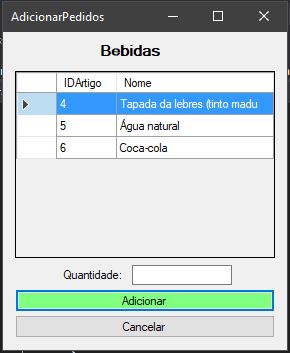 AdicionarPedidos
Bebidas
IDArtigo Nome
4 Tapada da lebres (tinto madu
5 Água natural
6 Coca-cola
Quantidade:
Adicionar
Cancelar